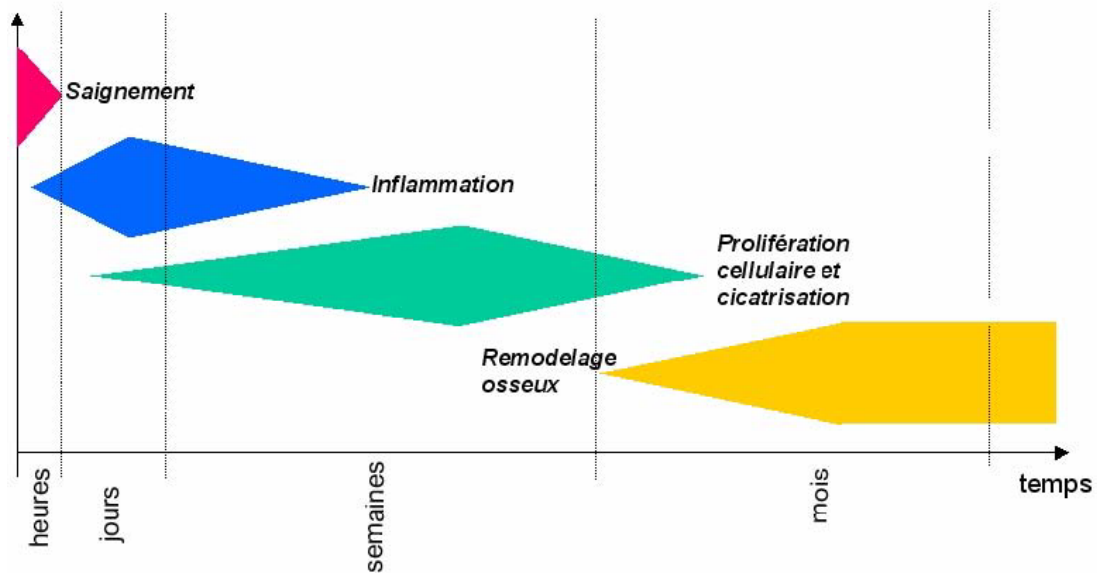 Saignement
Inflammation
Prolifération
cellulaire et
cicatrisation
Remodelage
osseux
temps
heures
jours
semaines
mois